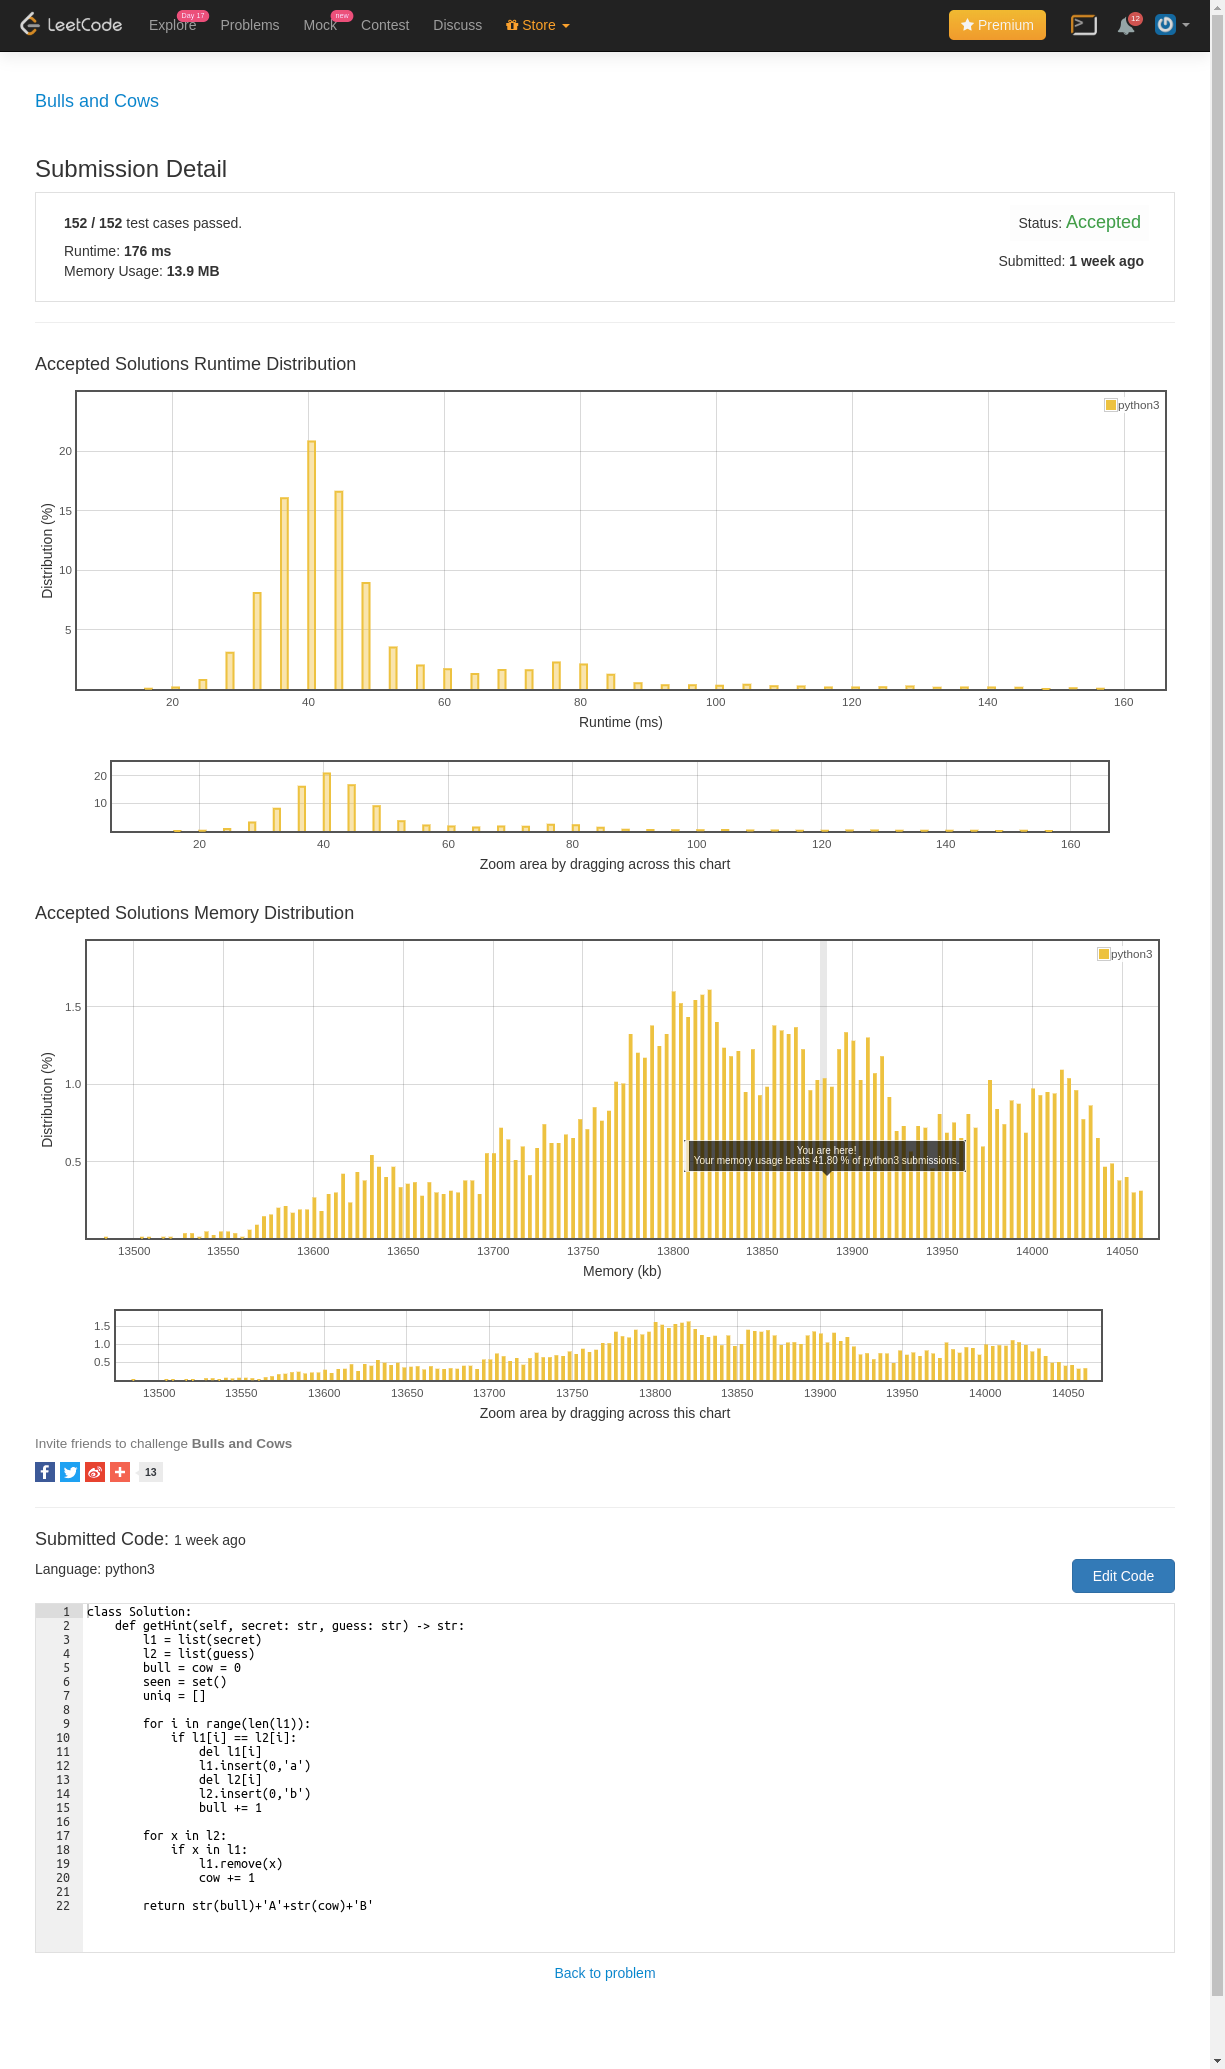 LeetCode
Explore Day 17 Problems Mock new Contest Discuss Store Premium 12
Bulls and Cows
Submission Detail
152 / 152 test cases passed.
Status: Accepted
Runtime: 176 ms
Submitted: 1 week ago
Memory Usage: 13.9 MB
Accepted Solutions Runtime Distribution
python3
20
15
10
5
Distribution (%)
20 40 60 80 100 120 140 160
Runtime (ms)
20
10
20 40 60 80 100 120 140 160
Zoom area by dragging across this chart
Accepted Solutions Memory Distribution
python3
1.5
1.0
0.5
Distribution (%)
You are here!
Your memory usage beats 41.80 % of python3 submissions.
13500 13550 13600 13650 13700 13750 13800 13850 13900 13950 14000 14050
Memory (kb)
1.5
1.0
0.5
13500 13550 13600 13650 13700 13750 13800 13850 13900 13950 14000 14050
Zoom area by dragging across this chart
Invite friends to challenge Bulls and Cows
13
Submitted Code: 1 week ago
Language: python3
Edit Code
1 class Solution:
2     def getHint(self, secret: str, guess: str) -> str:
3         l1 = list(secret)
4         l2 = list(guess)
5         bull = cow = 0
6         seen = set()
7         uniq = []
8
9         for i in range(len(l1)):
10             if l1[i] == l2[i]:
11                 del l1[i]
12                 l1.insert(0,'a')
13                 del l2[i]
14                 l2.insert(0,'b')
15                 bull += 1
16
17         for x in l2:
18             if x in l1:
19                 l1.remove(x)
20                 cow += 1
21
22         return str(bull)+'A'+str(cow)+'B'
Back to problem